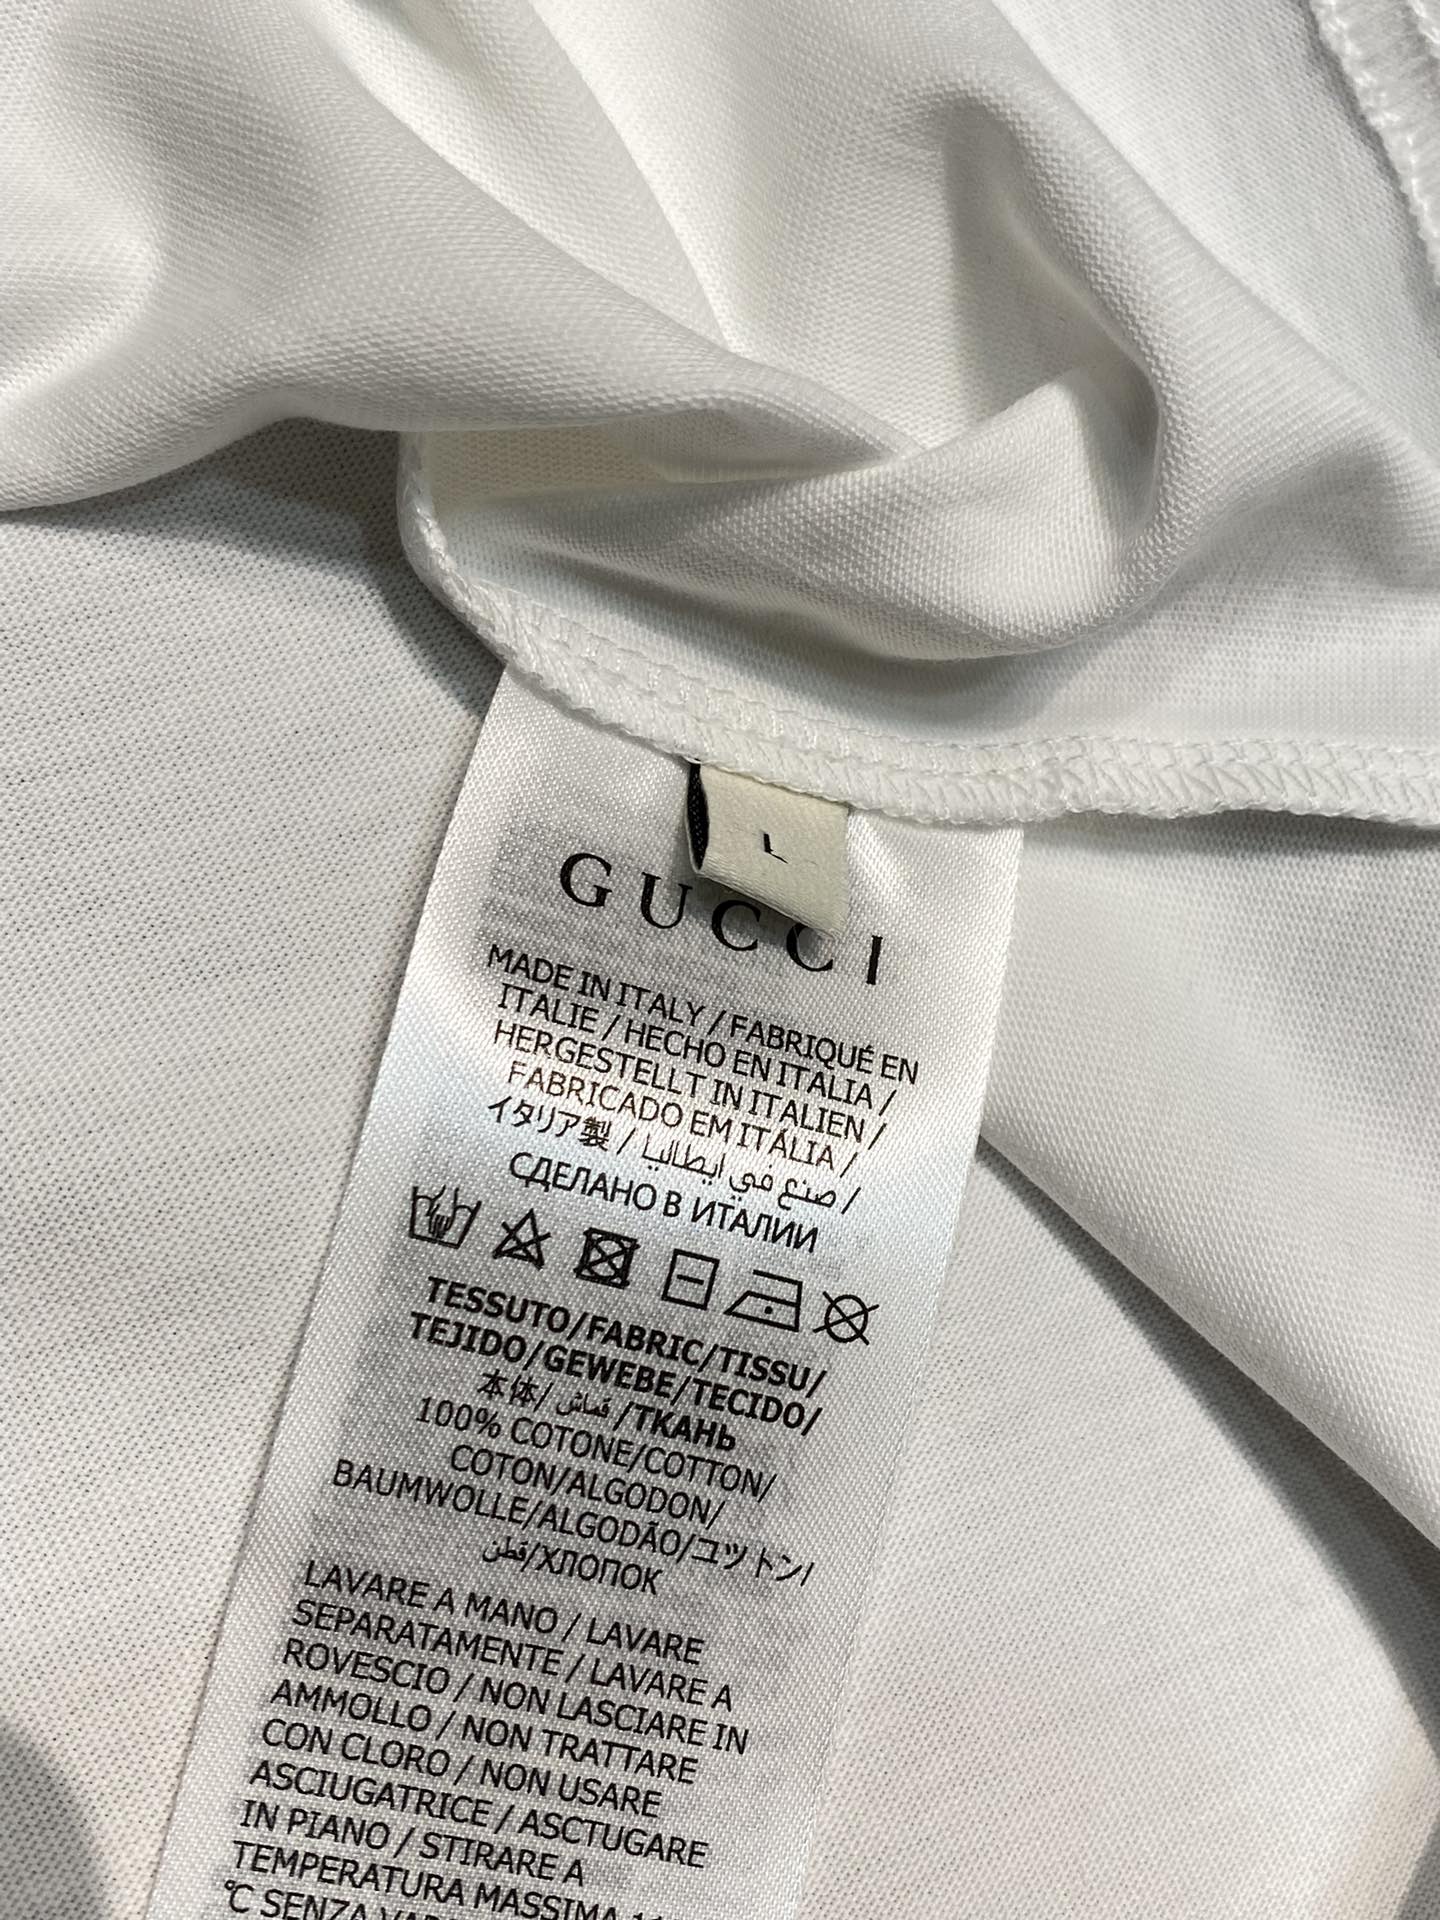 L
GUCCI
MADE IN ITALY / FABRIQUÉ EN
ITALIE / HECHO EN ITALIA /
HERGESTELLT IN ITALIEN /
FABRICADO EM ITÁLIA /
イタリア製 / صنع في ايطاليا /
СДЕЛАНО В ИТАЛИИ
TESSUTO/FABRIC/TISSU/
TEJIDO/GEWEBE/TECIDO/
本体/ قماش /ТКАНЬ
100% COTONE/COTTON/
COTON/ALGODON/
BAUMWOLLE/ALGODÃO/コツトン/
قطن/ХЛОПОК
LAVARE A MANO / LAVARE
SEPARATAMENTE / LAVARE A
ROVESCIO / NON LASCIARE IN
AMMOLLO / NON TRATTARE
CON CLORO / NON USARE
ASCIUGATRICE / ASCTUGARE
IN PIANO / STIRARE A
TEMPERATURA MASSIMA
°C SENZA